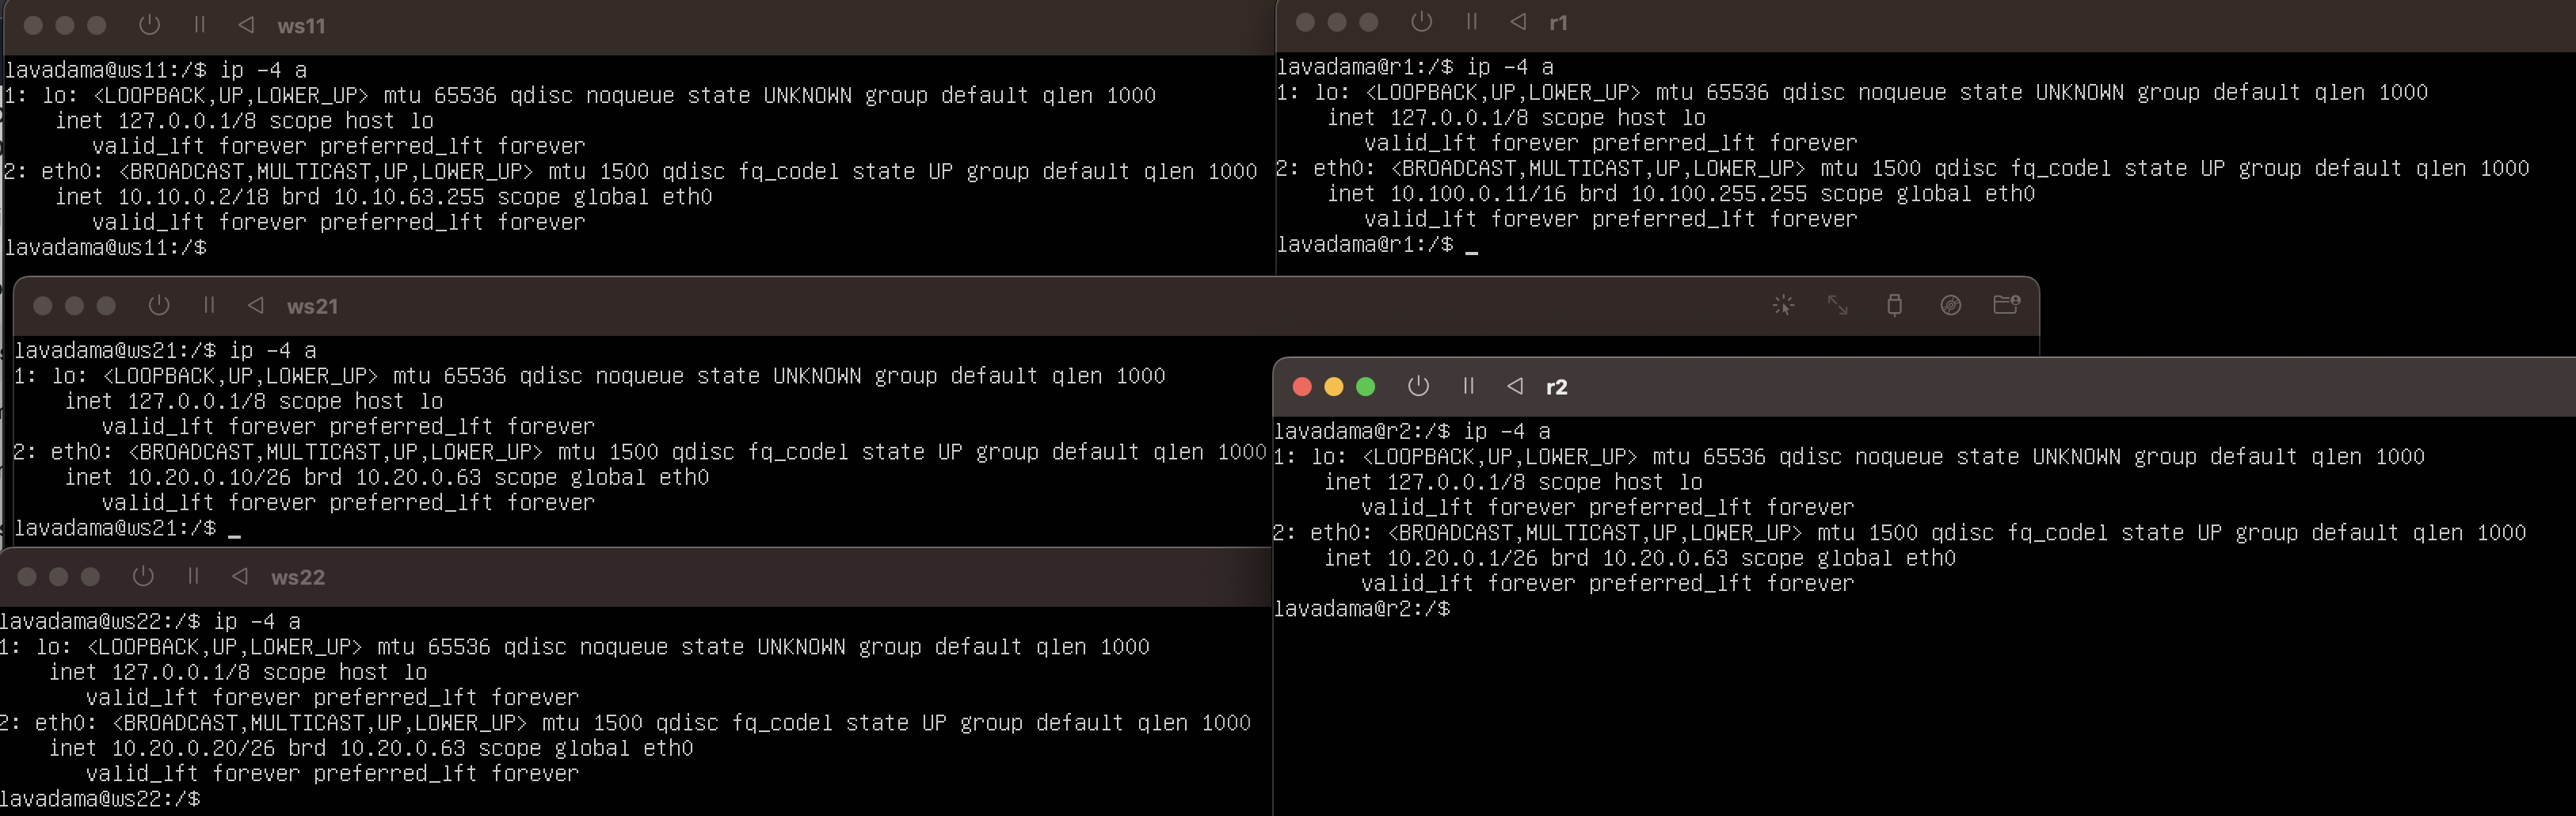 ws11
lavadama@ws11:/$ ip -4 a
1: lo: <LOOPBACK,UP,LOWER_UP> mtu 65536 qdisc noqueue state UNKNOWN group default qlen 1000
inet 127.0.0.1/8 scope host lo
valid_lft forever preferred_lft forever
2: eth0: <BROADCAST,MULTICAST,UP,LOWER_UP> mtu 1500 qdisc fq_codel state UP group default qlen 1000
inet 10.10.0.2/18 brd 10.10.63.255 scope global eth0
valid_lft forever preferred_lft forever
lavadama@ws11:/$
r1
lavadama@r1:/$ ip -4 a
1: lo: <LOOPBACK,UP,LOWER_UP> mtu 65536 qdisc noqueue state UNKNOWN group default qlen 1000
inet 127.0.0.1/8 scope host lo
valid_lft forever preferred_lft forever
2: eth0: <BROADCAST,MULTICAST,UP,LOWER_UP> mtu 1500 qdisc fq_codel state UP group default qlen 1000
inet 10.100.0.11/16 brd 10.100.255.255 scope global eth0
valid_lft forever preferred_lft forever
lavadama@r1:/$ _
ws21
lavadama@ws21:/$ ip -4 a
1: lo: <LOOPBACK,UP,LOWER_UP> mtu 65536 qdisc noqueue state UNKNOWN group default qlen 1000
inet 127.0.0.1/8 scope host lo
valid_lft forever preferred_lft forever
2: eth0: <BROADCAST,MULTICAST,UP,LOWER_UP> mtu 1500 qdisc fq_codel state UP group default qlen 1000
inet 10.20.0.10/26 brd 10.20.0.63 scope global eth0
valid_lft forever preferred_lft forever
lavadama@ws21:/$ _
r2
lavadama@r2:/$ ip -4 a
1: lo: <LOOPBACK,UP,LOWER_UP> mtu 65536 qdisc noqueue state UNKNOWN group default qlen 1000
inet 127.0.0.1/8 scope host lo
valid_lft forever preferred_lft forever
2: eth0: <BROADCAST,MULTICAST,UP,LOWER_UP> mtu 1500 qdisc fq_codel state UP group default qlen 1000
inet 10.20.0.1/26 brd 10.20.0.63 scope global eth0
valid_lft forever preferred_lft forever
lavadama@r2:/$
ws22
lavadama@ws22:/$ ip -4 a
1: lo: <LOOPBACK,UP,LOWER_UP> mtu 65536 qdisc noqueue state UNKNOWN group default qlen 1000
inet 127.0.0.1/8 scope host lo
valid_lft forever preferred_lft forever
2: eth0: <BROADCAST,MULTICAST,UP,LOWER_UP> mtu 1500 qdisc fq_codel state UP group default qlen 1000
inet 10.20.0.20/26 brd 10.20.0.63 scope global eth0
valid_lft forever preferred_lft forever
lavadama@ws22:/$